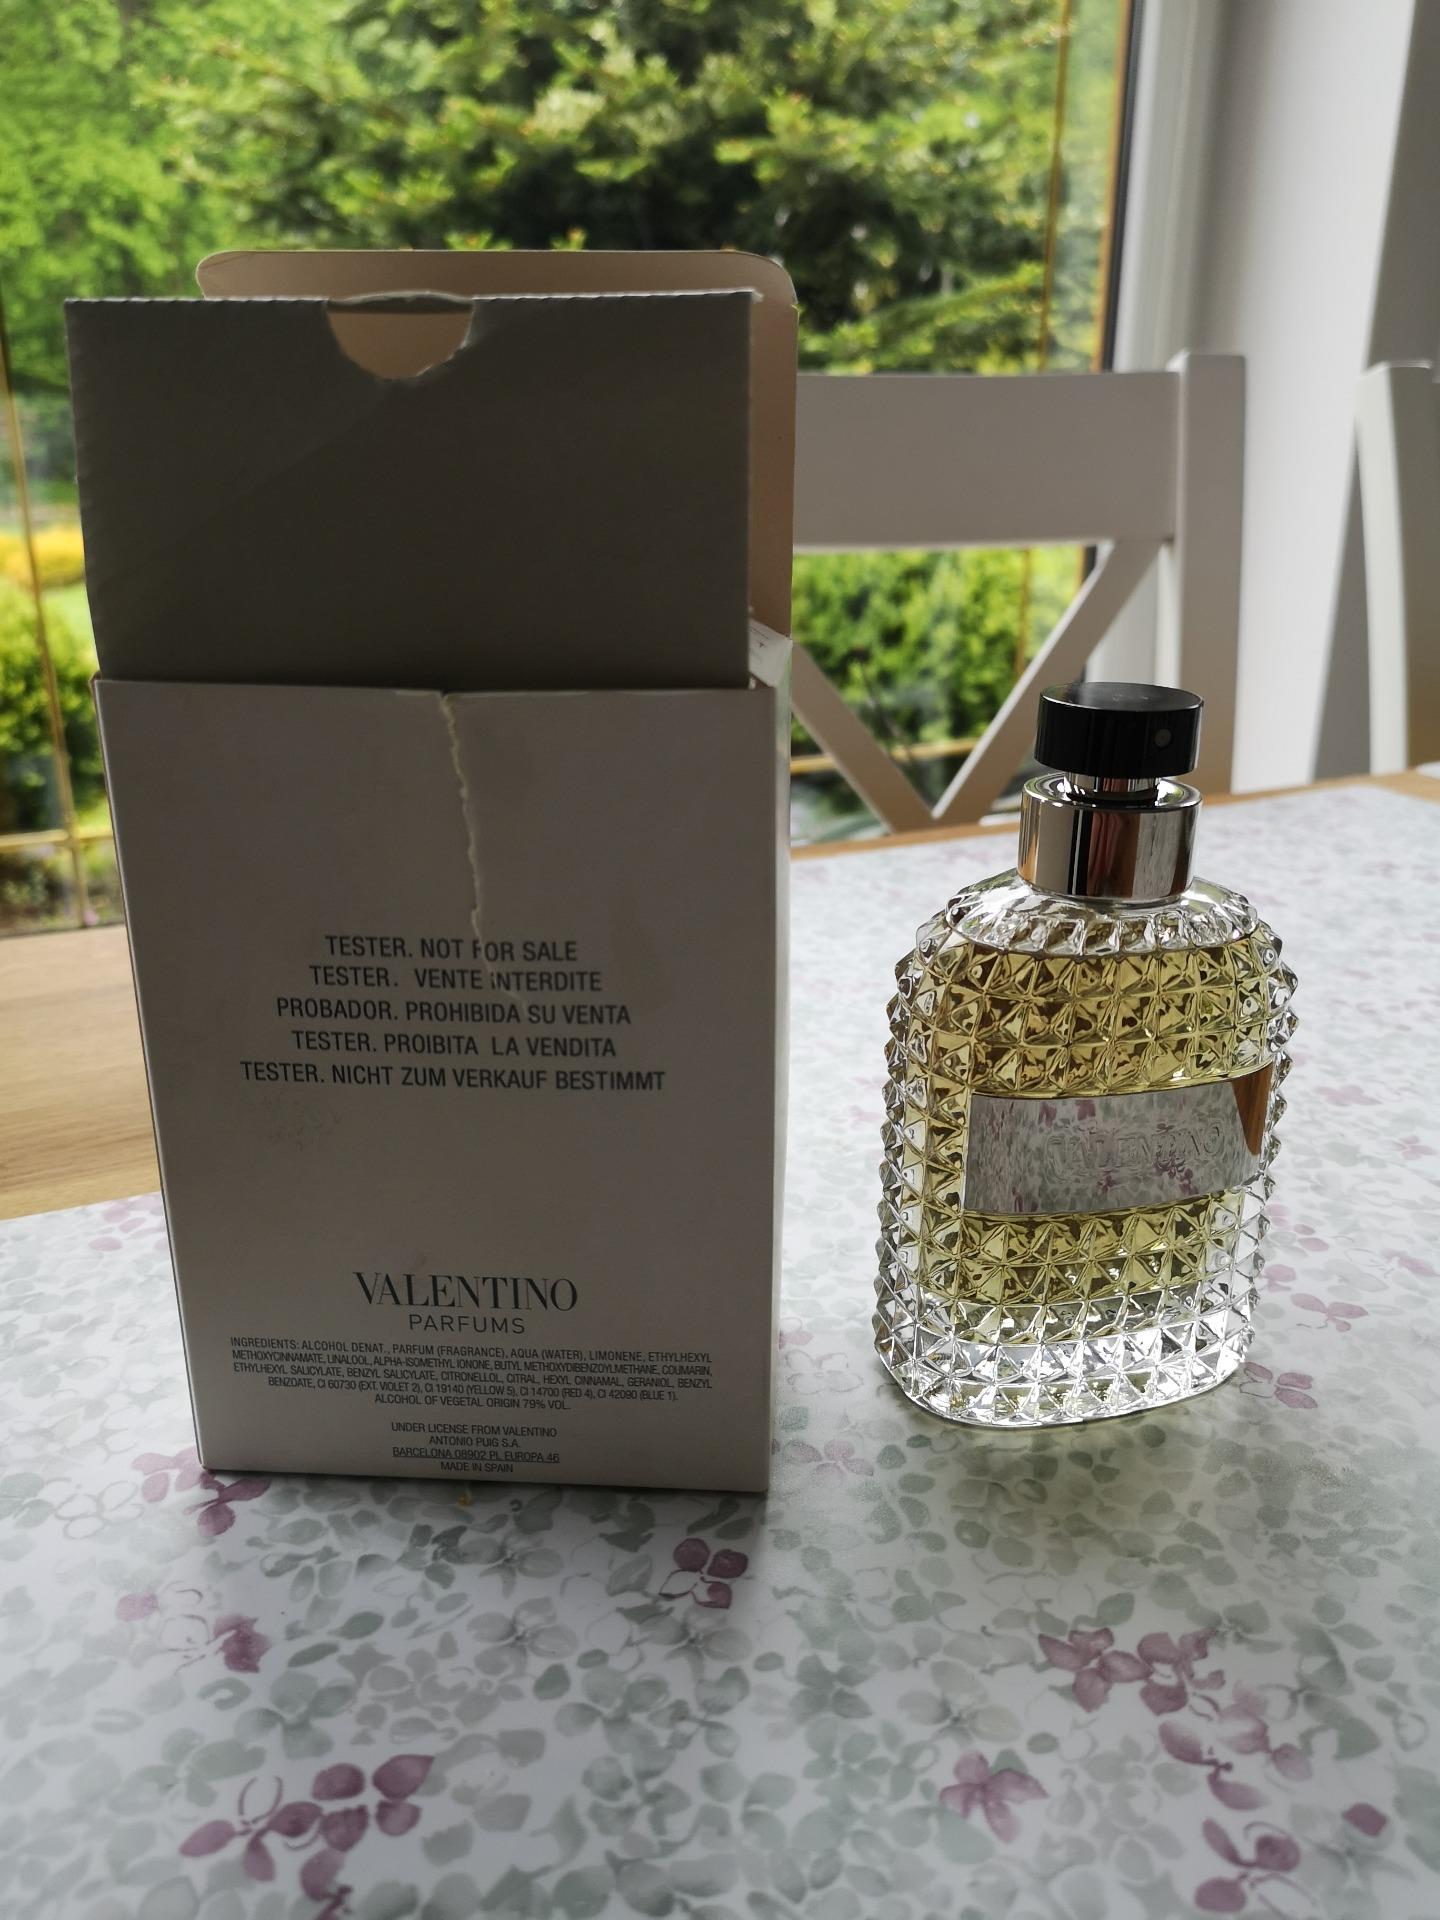 TESTER. NOT FOR SALE
TESTER. VENTE INTERDITE
PROBADOR. PROHIBIDA SU VENTA
TESTER. PROIBITA LA VENDITA
TESTER. NICHT ZUM VERKAUF BESTIMMT
VALENTINO
PARFUMS
INGREDIENTS: ALCOHOL DENAT., PARFUM (FRAGRANCE), AQUA (WATER), LIMONENE, ETHYLHEXYL
METHOXYCINNAMATE, LINALOOL, ALPHA-ISOMETHYL IONONE, BUTYL METHOXYDIBENZOYLMETHANE, COUMARIN,
ETHYLHEXYL SALICYLATE, BENZYL SALICYLATE, CITRONELLOL, CITRAL, HEXYL CINNAMAL, GERANIOL, BENZYL
BENZOATE, CI 60730 (EXT. VIOLET 2), CI 19140 (YELLOW 5), CI 14700 (RED 4), CI 42090 (BLUE 1).
ALCOHOL OF VEGETAL ORIGIN 79% VOL.
UNDER LICENSE FROM VALENTINO
ANTONIO PUIG S.A.
BARCELONA 08902 PL EUROPA 46
MADE IN SPAIN
VALENTINO